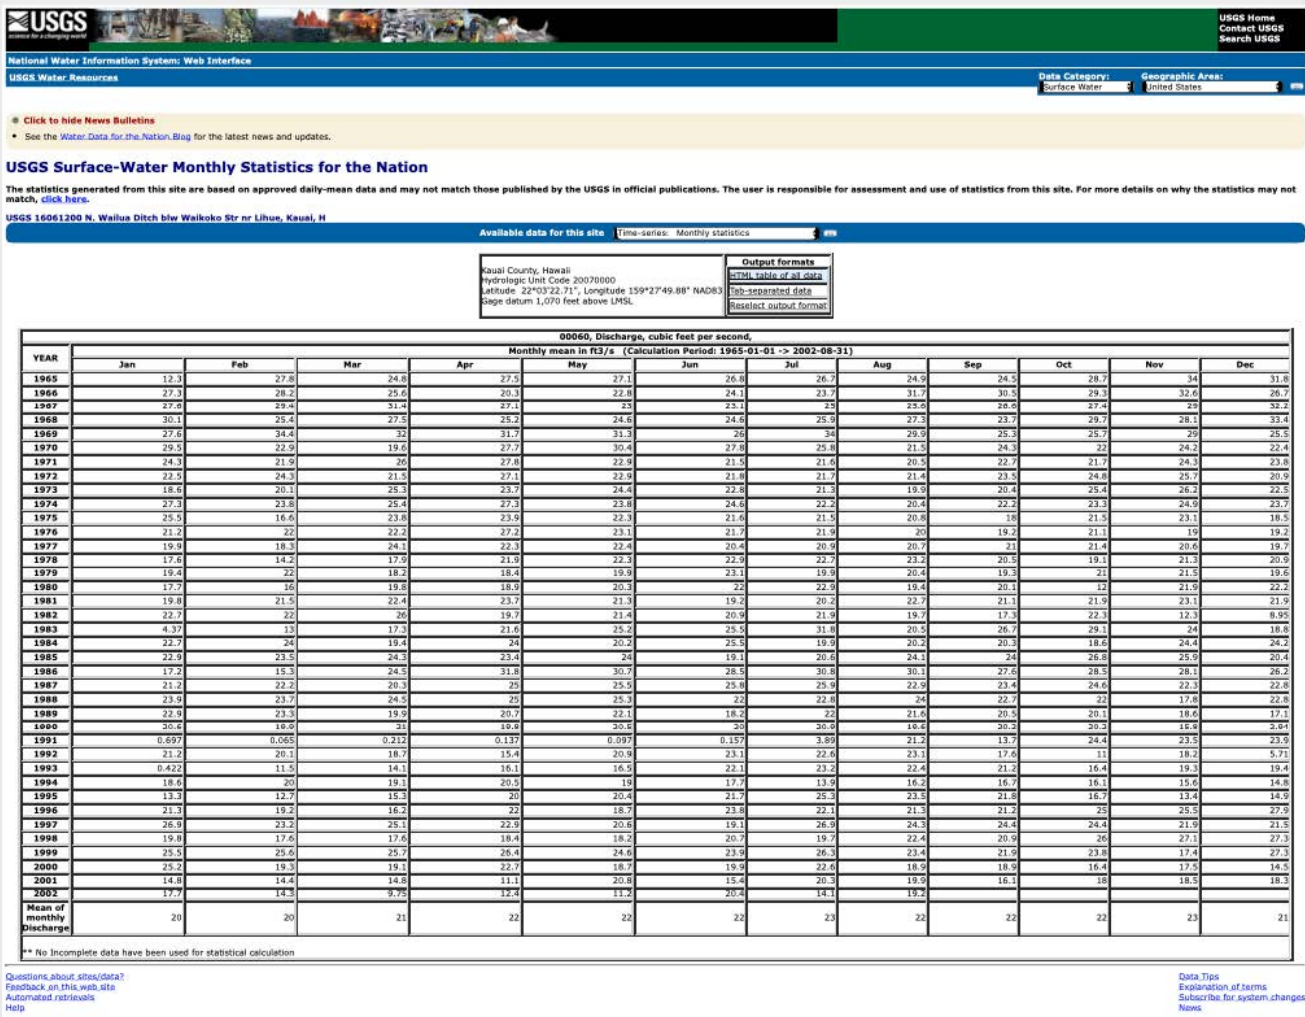 USGS
science for a changing world
USGS Home
Contact USGS
Search USGS
National Water Information System: Web Interface
USGS Water Resources
Data Category:
Surface Water
Geographic Area:
United States
Click to hide News Bulletins
• See the Water Data for the Nation Blog for the latest news and updates.
USGS Surface-Water Monthly Statistics for the Nation
The statistics generated from this site are based on approved daily-mean data and may not match those published by the USGS in official publications. The user is responsible for assessment and use of statistics from this site. For more details on why the statistics may not
match, click here.
USGS 16061200 N. Wailua Ditch blw Waikoko Str nr Lihue, Kauai, H
Available data for this site Time-series: Monthly statistics
Kauai County, Hawaii
Hydrologic Unit Code 20070000
Latitude 22°03'22.71", Longitude 159°27'49.88" NAD83
Gage datum 1,070 feet above LMSL
Output formats
HTML table of all data
Tab-separated data
Reselect output format
00060, Discharge, cubic feet per second,
Monthly mean in ft3/s (Calculation Period: 1965-01-01 -> 2002-08-31)
YEAR Jan Feb Mar Apr May Jun Jul Aug Sep Oct Nov Dec
1965 12.3 27.8 24.8 27.5 27.1 26.8 26.7 24.9 24.5 28.7 34 31.8
1966 27.3 28.2 25.6 20.3 22.8 24.1 23.7 31.7 30.5 29.3 32.6 26.7
1967 27.6 29.4 31.4 27.1 23 23.1 25 25.6 26.6 27.4 29 32.2
1968 30.1 25.4 27.5 25.2 24.6 24.6 25.9 27.3 23.7 29.7 28.1 33.4
1969 27.6 34.4 32 31.7 31.3 26 34 29.9 25.3 25.7 29 25.5
1970 29.5 22.9 19.6 27.7 30.4 27.8 25.8 21.5 24.3 22 24.2 22.4
1971 24.3 21.9 26 27.8 22.9 21.5 21.6 20.5 22.7 21.7 24.3 23.8
1972 22.5 24.3 21.5 27.1 22.9 21.8 21.7 21.4 23.5 24.8 25.7 20.9
1973 18.6 20.1 25.3 23.7 24.4 22.8 21.3 19.9 20.4 25.4 26.2 22.5
1974 27.3 23.8 25.4 27.3 23.8 24.6 22.2 20.4 22.2 23.3 24.9 23.7
1975 25.5 16.6 23.8 23.9 22.3 21.6 21.5 20.8 18 21.5 23.1 18.5
1976 21.2 22 22.2 27.2 23.1 21.7 21.9 20 19.2 21.1 19 19.2
1977 19.9 18.3 24.1 22.3 22.4 20.4 20.9 20.7 21 21.4 20.6 19.7
1978 17.6 14.2 17.9 21.9 22.3 22.9 22.7 23.2 20.5 19.1 21.3 20.9
1979 19.4 22 18.2 18.4 19.9 23.1 19.9 20.4 19.3 21 21.5 19.6
1980 17.7 16 19.8 18.9 20.3 22 22.9 19.4 20.1 12 21.9 22.2
1981 19.8 21.5 22.4 23.7 21.3 19.2 20.2 22.7 21.1 21.9 23.1 21.9
1982 22.7 22 26 19.7 21.4 20.9 21.9 19.7 17.3 22.3 12.3 8.95
1983 4.37 13 17.3 21.6 25.2 25.5 31.8 20.5 26.7 29.1 24 18.8
1984 22.7 24 19.4 24 20.2 25.5 19.9 20.2 20.3 18.6 24.4 24.2
1985 22.9 23.5 24.3 23.4 24 19.1 20.6 24.1 24 26.8 25.9 20.4
1986 17.2 15.3 24.5 31.8 30.7 28.5 30.8 30.1 27.6 28.5 28.1 26.2
1987 21.2 22.2 20.3 25 25.5 25.8 25.9 22.9 23.4 24.6 22.3 22.8
1988 23.9 23.7 24.5 25 25.3 22 22.8 24 22.7 22 17.8 22.8
1989 22.9 23.3 19.9 20.7 22.1 18.2 22 21.6 20.5 20.1 18.6 17.1
1990 21
1991 0.697 0.065 0.212 0.137 0.097 0.157 3.89 21.2 13.7 24.4 23.5 23.9
1992 21.2 20.1 18.7 15.4 20.9 23.1 22.6 23.1 17.6 11 18.2 5.71
1993 0.422 11.5 14.1 16.1 16.5 22.1 23.2 22.4 21.2 16.4 19.3 19.4
1994 18.6 20 19.1 20.5 19 17.7 13.9 16.2 16.7 16.1 15.6 14.8
1995 13.3 12.7 15.3 20 20.4 21.7 25.3 23.5 21.8 16.7 13.4 14.9
1996 21.3 19.2 16.2 22 18.7 23.8 22.1 21.3 21.2 25 25.5 27.9
1997 26.9 23.2 25.1 22.9 20.6 19.1 26.9 24.3 24.4 24.4 21.9 21.5
1998 19.8 17.6 17.6 18.4 18.2 20.7 19.7 22.4 20.9 26 27.1 27.3
1999 25.5 25.6 25.7 26.4 24.6 23.9 26.3 23.4 21.9 23.8 17.4 27.3
2000 25.2 19.3 19.1 22.7 18.7 19.9 22.6 18.9 18.9 16.4 17.5 14.5
2001 14.8 14.4 14.8 11.1 20.8 15.4 20.3 19.9 16.1 18 18.5 18.3
2002 17.7 14.3 9.75 12.4 11.2 20.4 14.1 19.2
Mean of
monthly
Discharge 20 20 21 22 22 22 23 22 22 22 23 21
** No Incomplete data have been used for statistical calculation
Questions about sites/data?
Feedback on this web site
Automated retrievals
Help
Data Tips
Explanation of terms
Subscribe for system changes
News